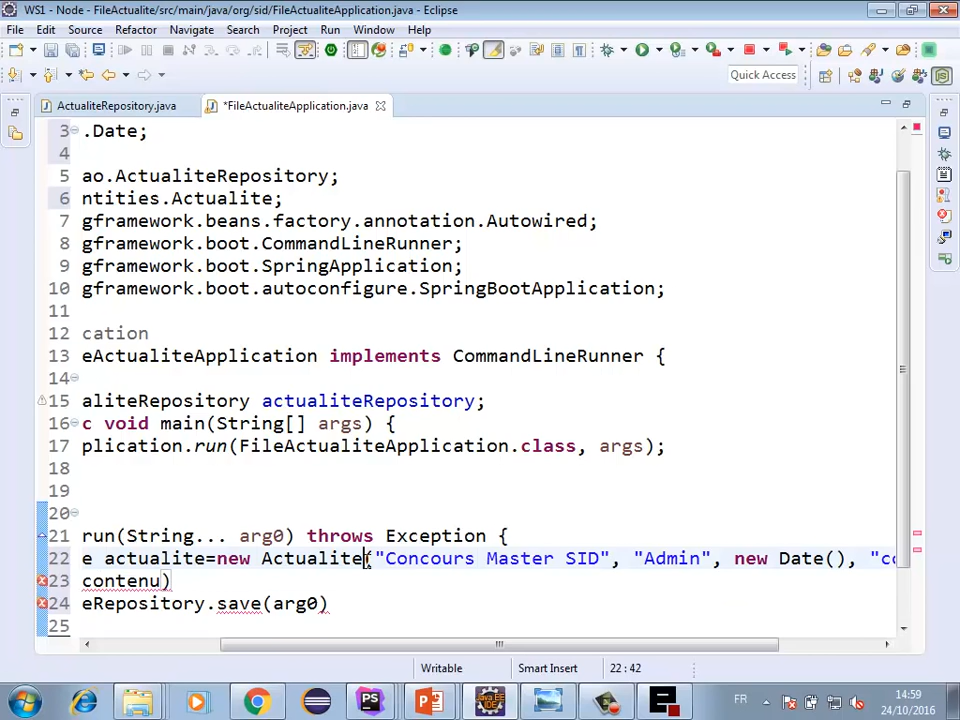 WS1 - Node - FileActualite/src/main/java/org/sid/FileActualiteApplication.java - Eclipse
File Edit Source Refactor Navigate Search Project Run Window Help
Quick Access
ActualiteRepository.java *FileActualiteApplication.java
3 .Date;
4
5 ao.ActualiteRepository;
6 ntities.Actualite;
7 gframework.beans.factory.annotation.Autowired;
8 gframework.boot.CommandLineRunner;
9 gframework.boot.SpringApplication;
10 gframework.boot.autoconfigure.SpringBootApplication;
11
12 cation
13 eActualiteApplication implements CommandLineRunner {
14
15 aliteRepository actualiteRepository;
16 c void main(String[] args) {
17 plication.run(FileActualiteApplication.class, args);
18
19
20
21 run(String... arg0) throws Exception {
22 e actualite=new Actualite("Concours Master SID", "Admin", new Date(), "co
23 contenu)
24 eRepository.save(arg0)
25
Writable Smart Insert 22 : 42
FR 14:59
24/10/2016